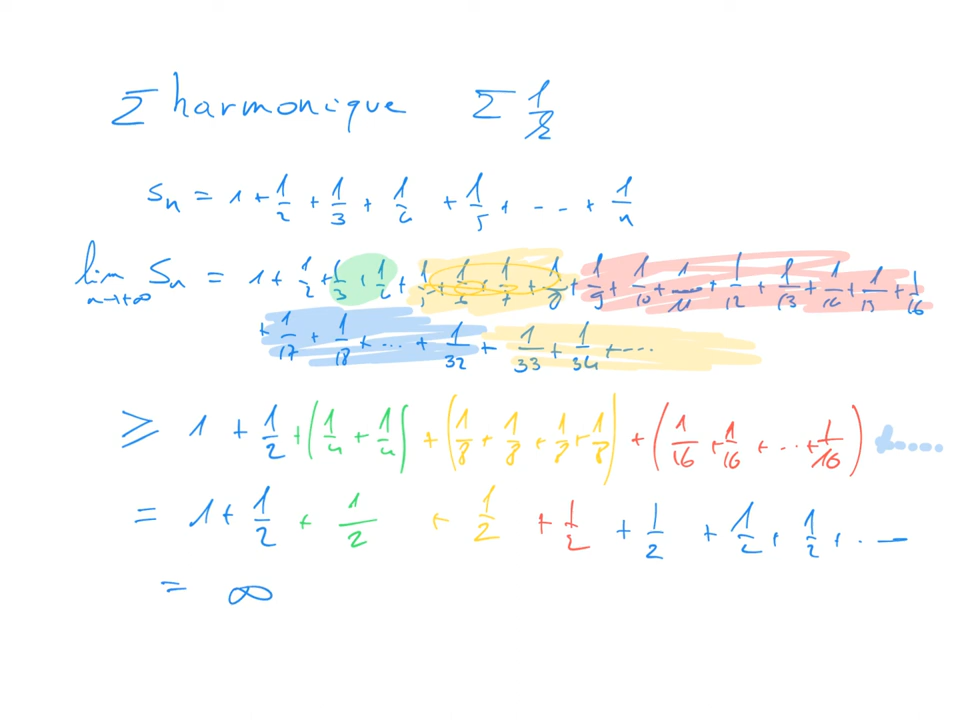 Σ harmonique Σ 1/2
Sn = 1 + 1/2 + 1/3 + 1/4 + 1/5 + - -- + 1/n
lim n→+∞ Sn = 1 + 1/2 + 1/3 + 1/4 + 1/5 + 1/6 + 1/7 + 1/8 + 1/9 + 1/10 + 1/11 + 1/12 + 1/13 + 1/14 + 1/15 + 1/16
+ 1/17 + 1/18 + ... + 1/32 + 1/33 + 1/34 + ...
≥ 1 + 1/2 + (1/4 + 1/4) + (1/8 + 1/8 + 1/8 + 1/8) + (1/16 + 1/16 + ... + 1/16) + .....
= 1 + 1/2 + 1/2 + 1/2 + 1/2 + 1/2 + 1/2 + 1/2 + ...
= ∞